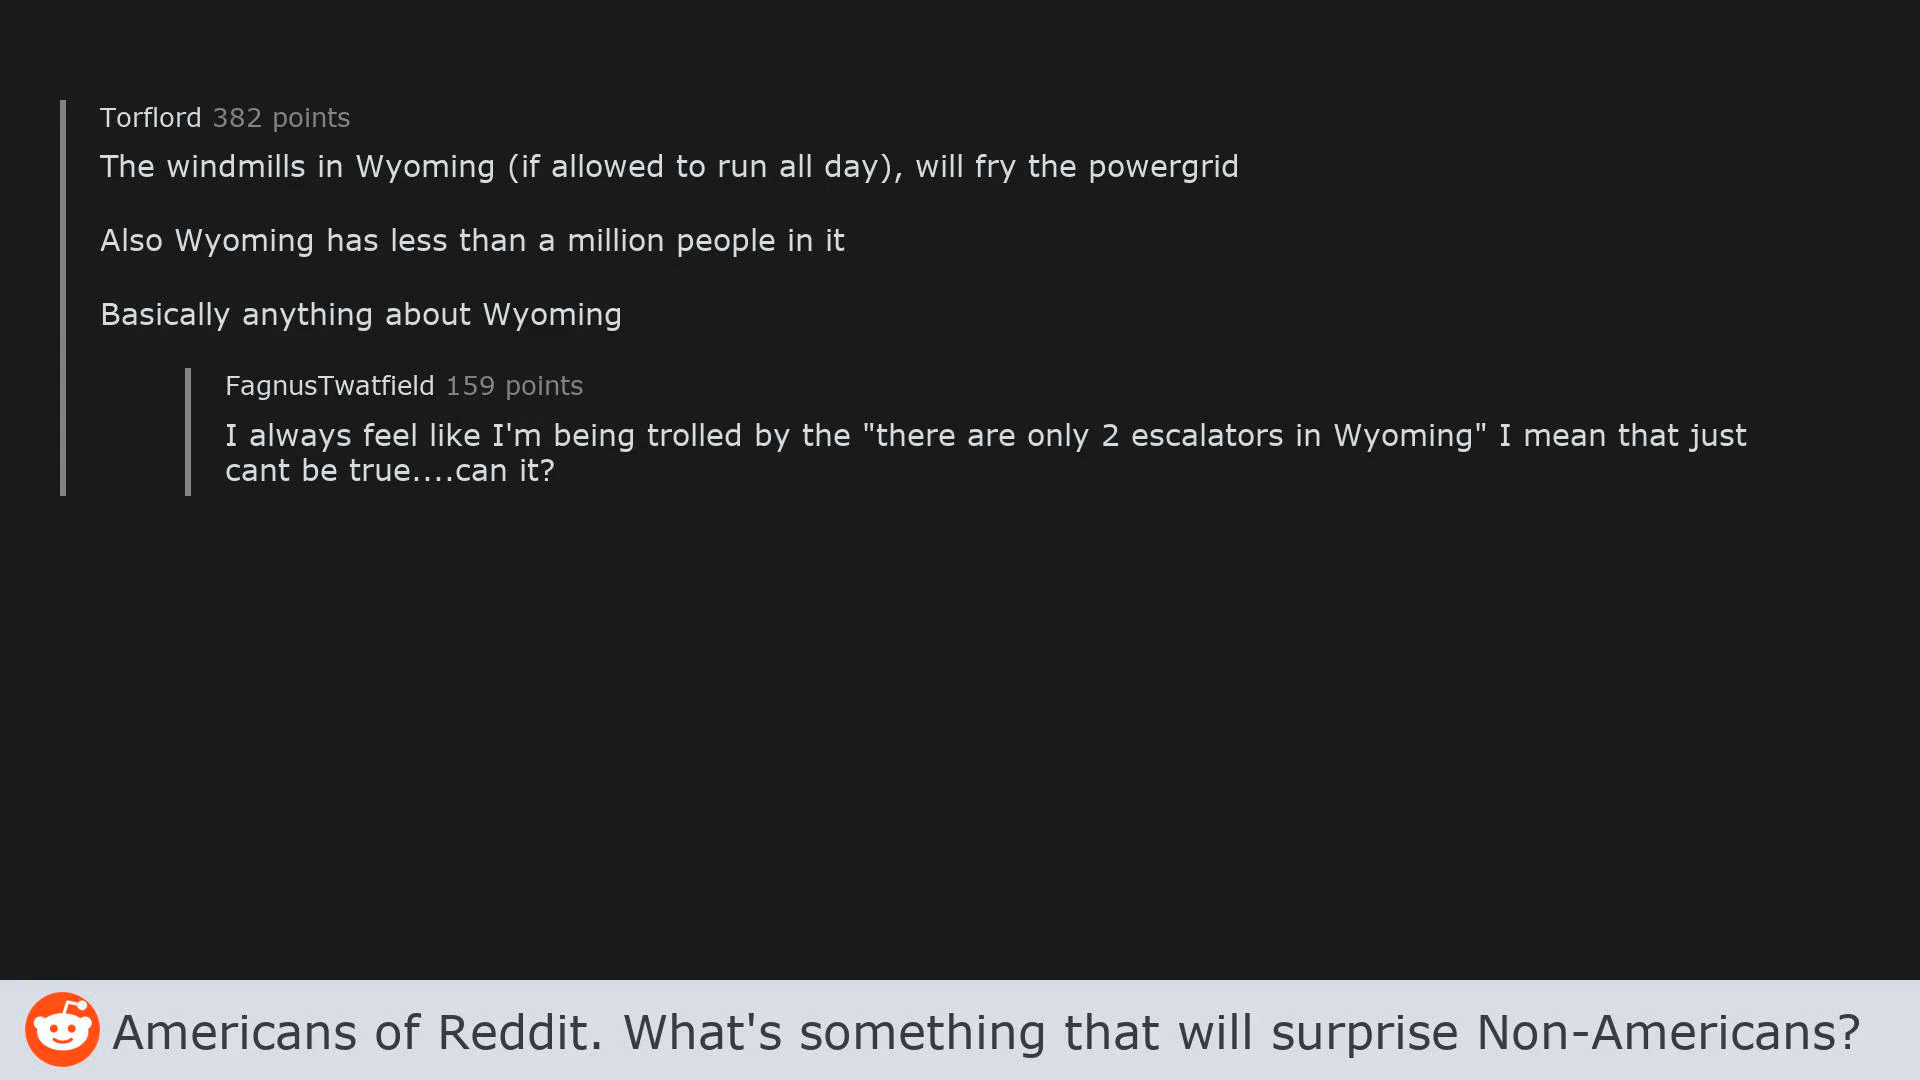 Torflord 382 points
The windmills in Wyoming (if allowed to run all day), will fry the powergrid
Also Wyoming has less than a million people in it
Basically anything about Wyoming
FagnusTwatfield 159 points
I always feel like I'm being trolled by the "there are only 2 escalators in Wyoming" I mean that just
cant be true....can it?
Americans of Reddit. What's something that will surprise Non-Americans?